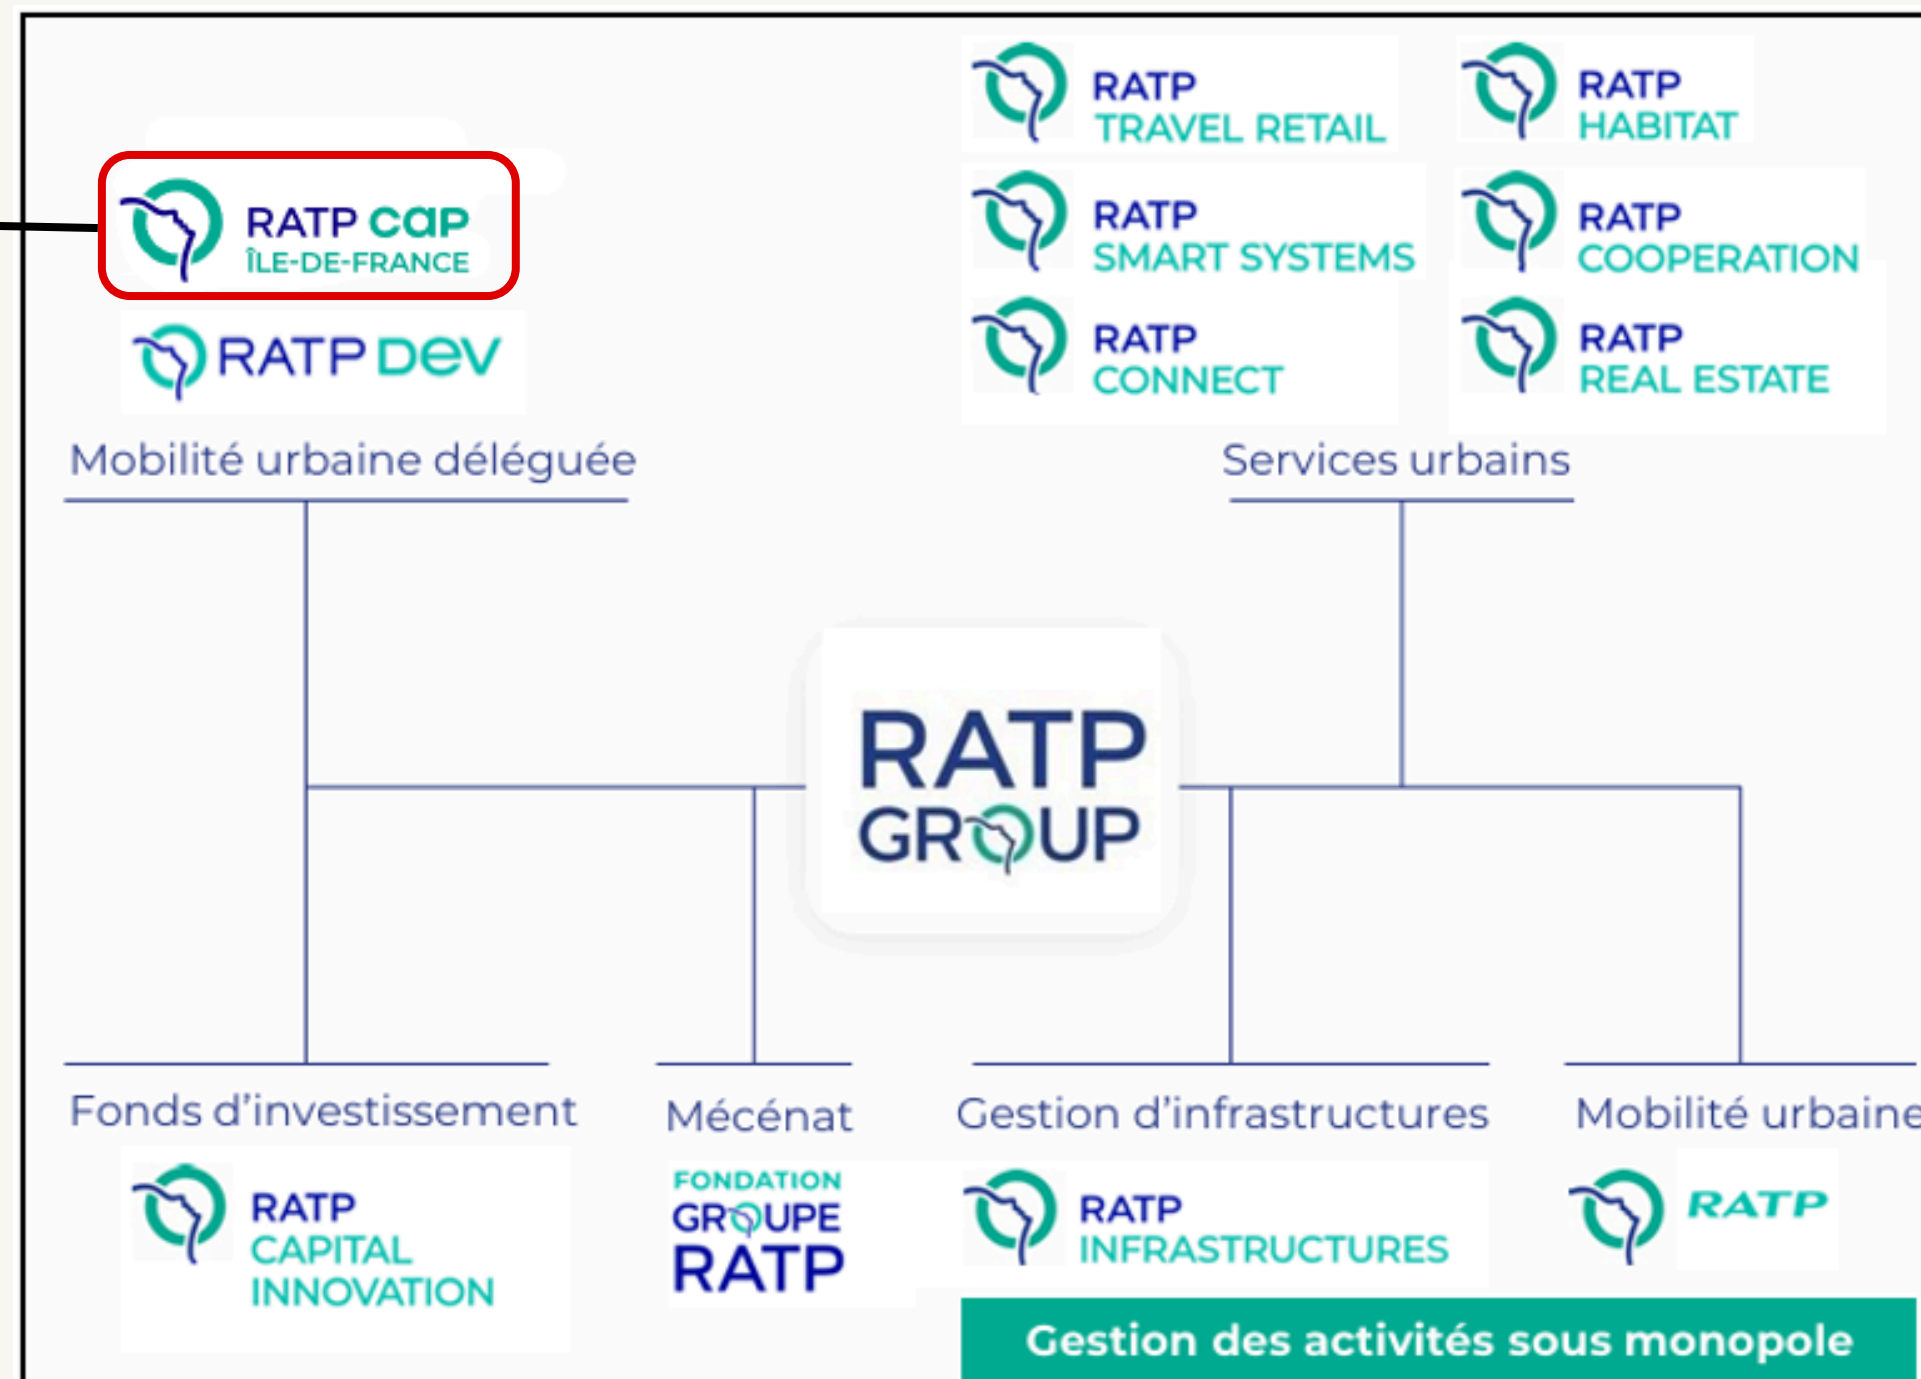 RATP CAP
ÎLE-DE-FRANCE
RATP DEV
Mobilité urbaine déléguée
RATP
TRAVEL RETAIL
RATP
HABITAT
RATP
SMART SYSTEMS
RATP
COOPERATION
RATP
CONNECT
RATP
REAL ESTATE
Services urbains
RATP
GROUP
Fonds d'investissement
RATP
CAPITAL
INNOVATION
Mécénat
FONDATION
GROUPE
RATP
Gestion d'infrastructures
RATP
INFRASTRUCTURES
Mobilité urbaine
RATP
Gestion des activités sous monopole